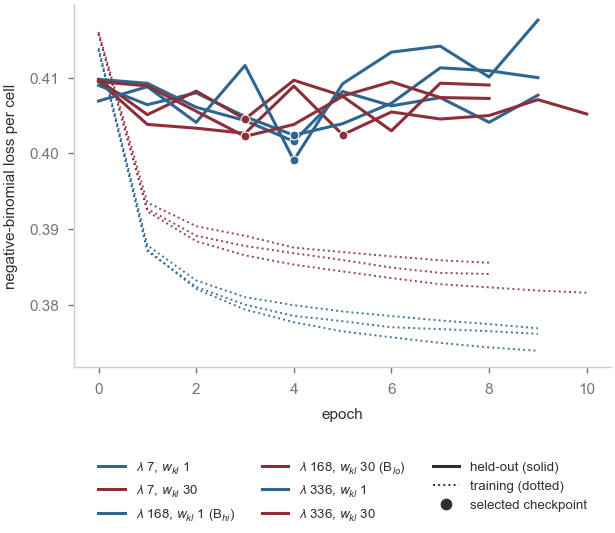 negative-binomial loss per cell
0.41
0.40
0.39
0.38
0 2 4 6 8 10
epoch
λ 7, w_kl 1
λ 7, w_kl 30
λ 168, w_kl 1 (B_hi)
λ 168, w_kl 30 (B_lo)
λ 336, w_kl 1
λ 336, w_kl 30
held-out (solid)
training (dotted)
selected checkpoint